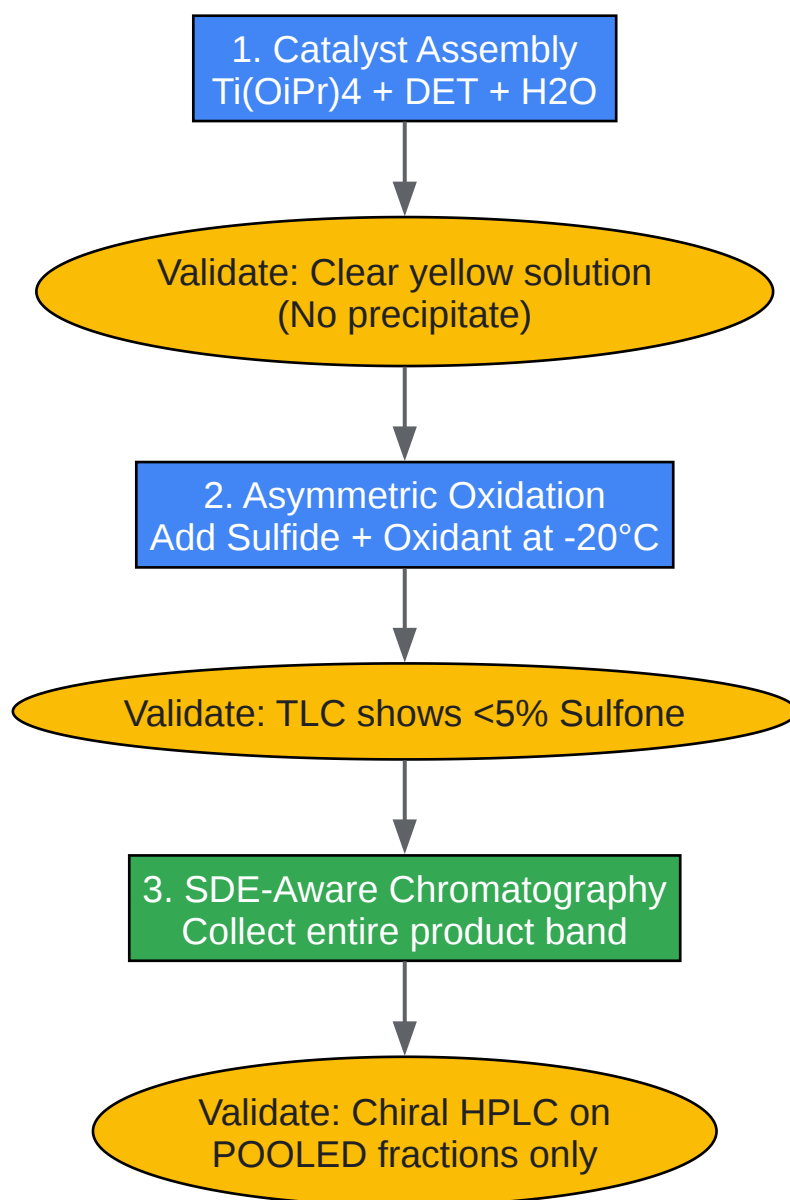 1. Catalyst Assembly
Ti(OiPr)4 + DET + H2O
Validate: Clear yellow solution
(No precipitate)
2. Asymmetric Oxidation
Add Sulfide + Oxidant at -20°C
Validate: TLC shows <5% Sulfone
3. SDE-Aware Chromatography
Collect entire product band
Validate: Chiral HPLC on
POOLED fractions only